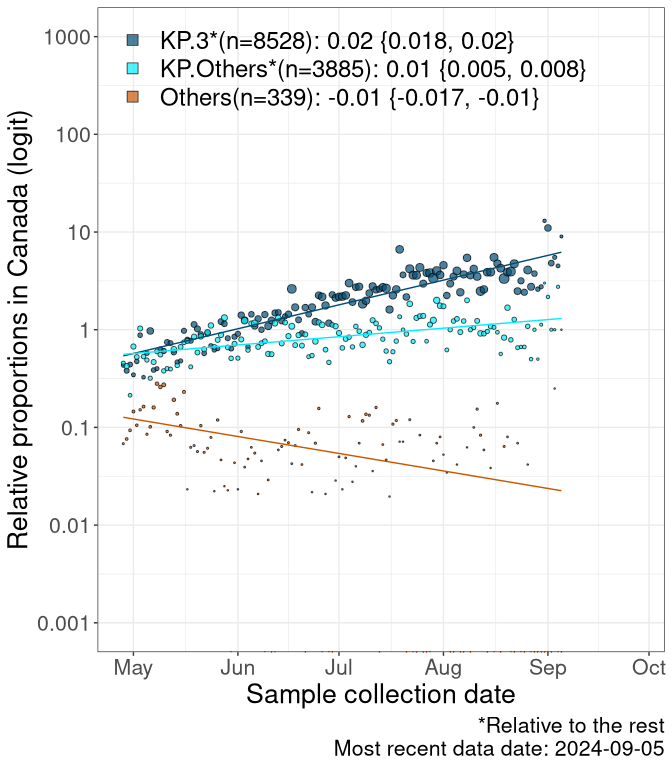 KP.3*(n=8528): 0.02 {0.018, 0.02}
KP.Others*(n=3885): 0.01 {0.005, 0.008}
Others(n=339): -0.01 {-0.017, -0.01}
Relative proportions in Canada (logit)
1000
100
10
1
0.1
0.01
0.001
May Jun Jul Aug Sep Oct
Sample collection date
*Relative to the rest
Most recent data date: 2024-09-05